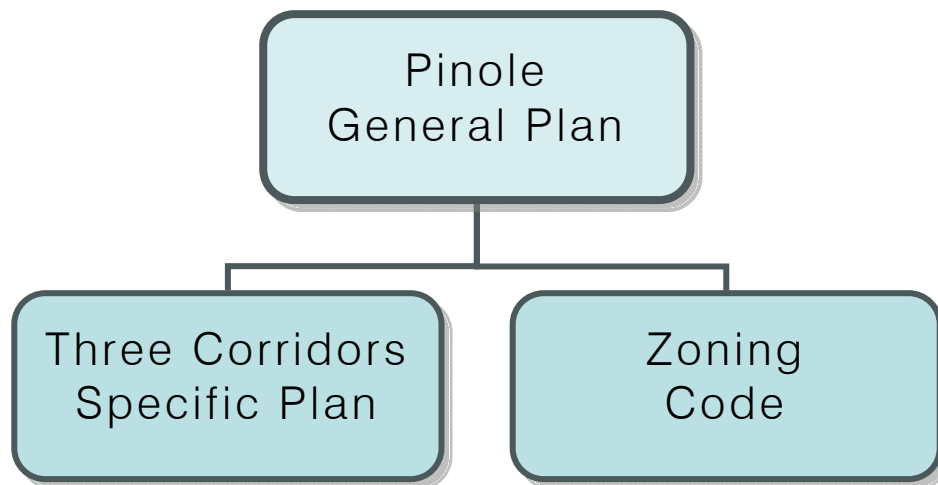 Pinole
General Plan
Three Corridors
Specific Plan
Zoning
Code